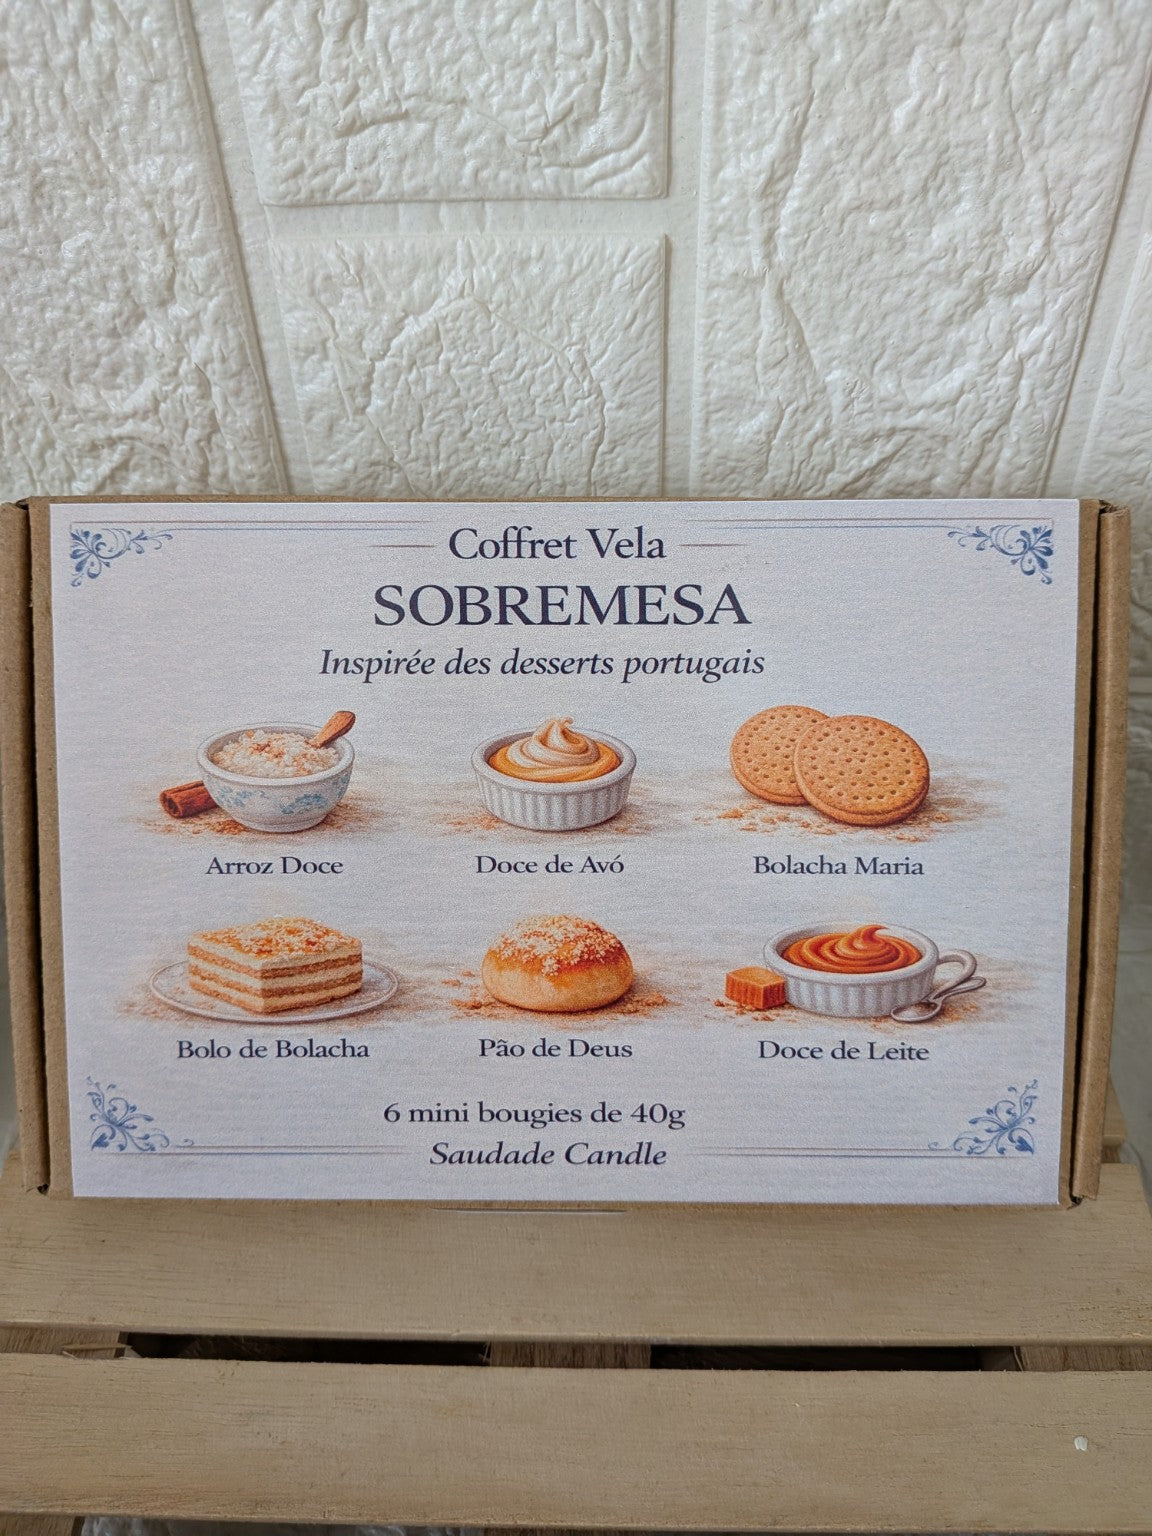 Coffret Vela
SOBREMESA
Inspirée des desserts portugais
Arroz Doce
Doce de Avó
Bolacha Maria
Bolo de Bolacha
Pão de Deus
Doce de Leite
6 mini bougies de 40g
Saudade Candle